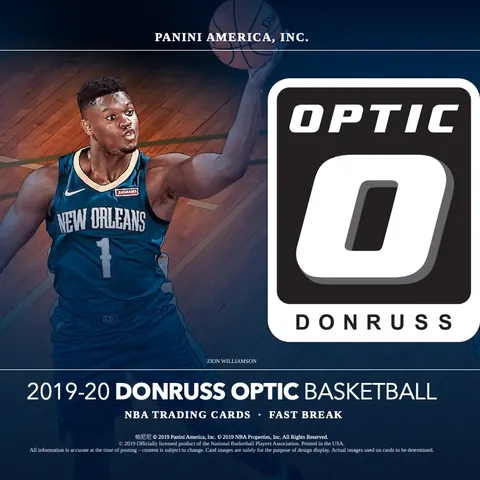 PANINI AMERICA, INC.
OPTIC
O
DONRUSS
NEW ORLEANS
1
ZION WILLIAMSON
2019-20 DONRUSS OPTIC BASKETBALL
NBA TRADING CARDS · FAST BREAK
帕尼尼 © 2019 Panini America, Inc. © 2019 NBA Properties, Inc. All Rights Reserved.
© 2019 Officially licensed product of the National Basketball Players Association. Printed in the USA.
All information is accurate at the time of posting – content is subject to change. Card images are solely for the purpose of design display. Actual images used on cards to be determined.